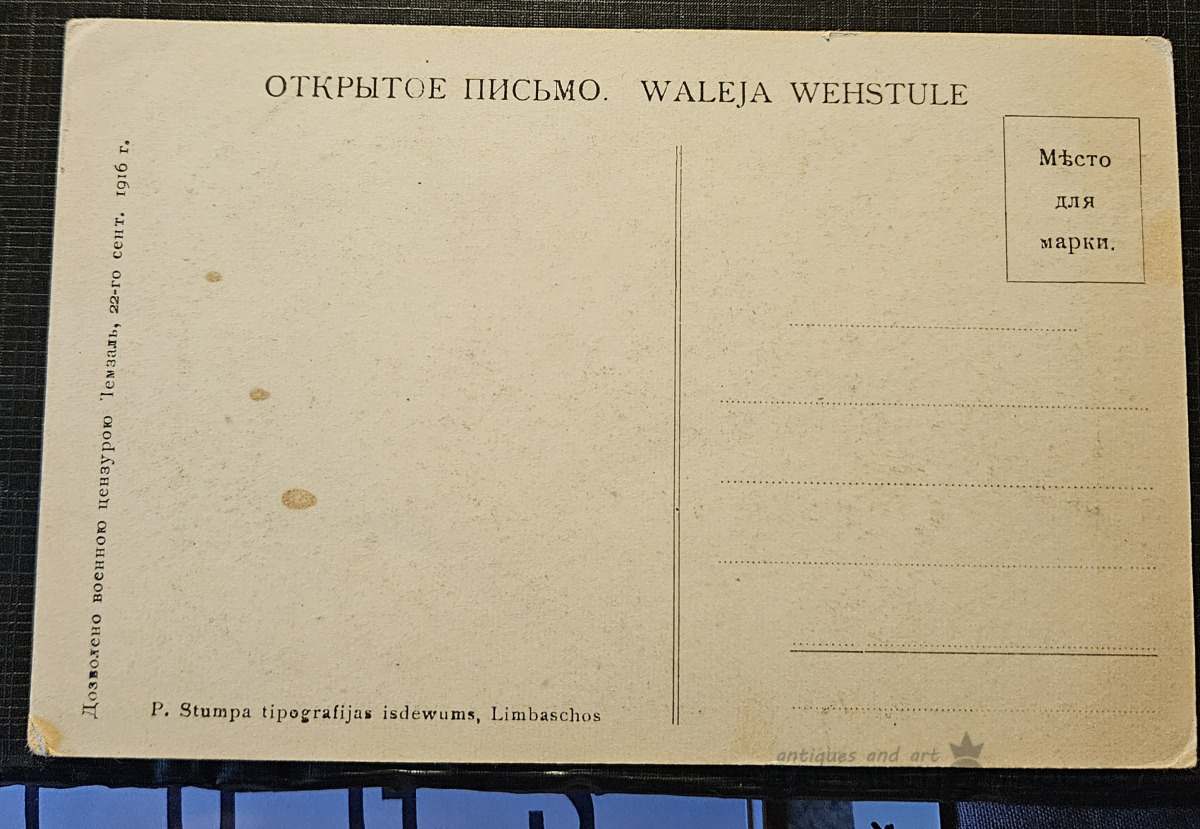 ОТКРЫТОЕ ПИСЬМО. WALEJA WEHSTULE
Мѣсто
для
марки.
Дозволено военною цензурою Лемзаль, 22-го сент. 1916 г.
P. Stumpa tipografijas isdewums, Limbaschos
antiques and art